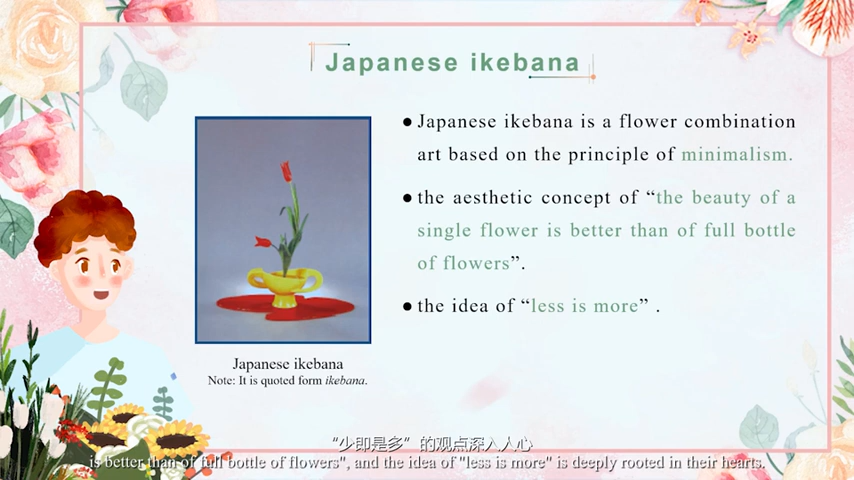 Japanese ikebana
● Japanese ikebana is a flower combination
art based on the principle of minimalism.
● the aesthetic concept of “the beauty of a
single flower is better than of full bottle
of flowers”.
● the idea of “less is more” .
Japanese ikebana
Note: It is quoted form ikebana.
“少即是多”的观点深入人心
is better than of full bottle of flowers", and the idea of "less is more" is deeply rooted in their hearts.